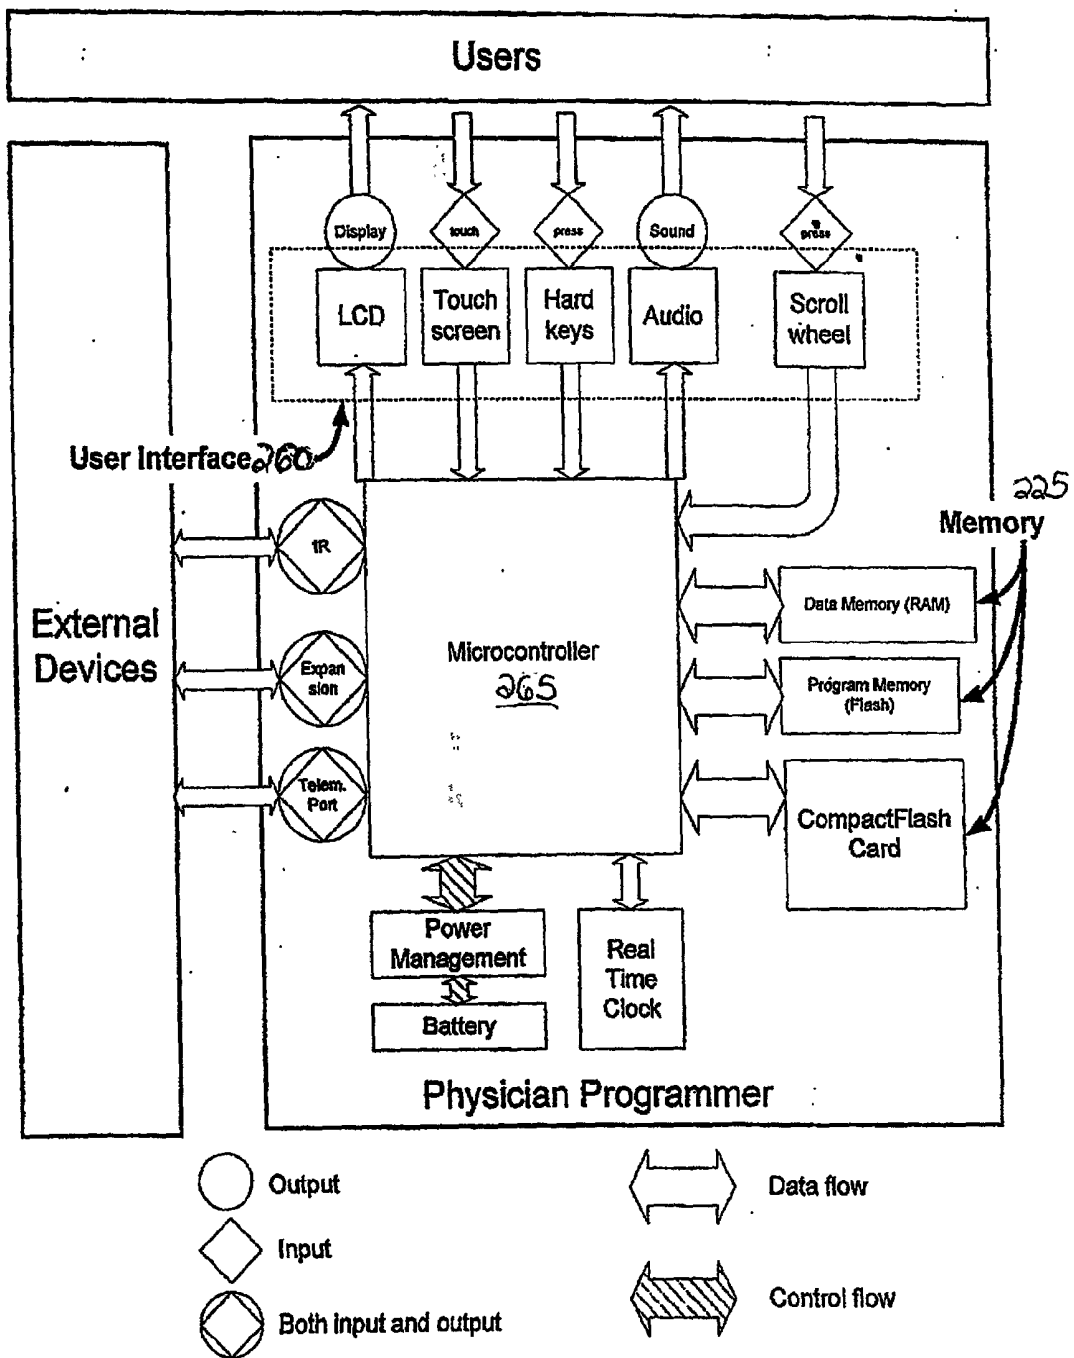 Users
Display
touch
press
Sound
press
LCD
Touch
screen
Hard
keys
Audio
Scroll
wheel
User Interface 260
225
Memory
IR
External
Devices
Expan
sion
Telem.
Port
Microcontroller
265
Data Memory (RAM)
Program Memory
(Flash)
CompactFlash
Card
Power
Management
Battery
Real
Time
Clock
Physician Programmer
Output
Data flow
Input
Control flow
Both input and output